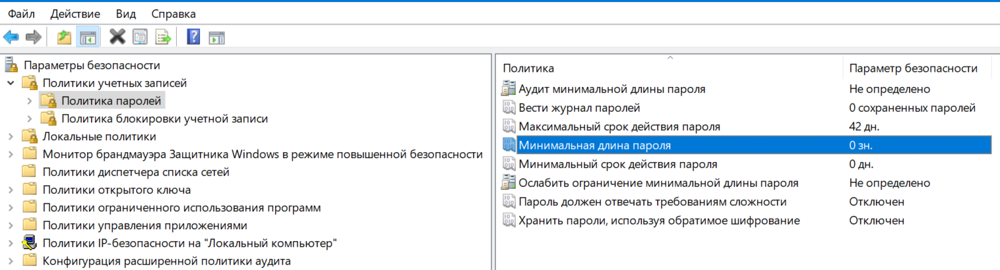 Файл Действие Вид Справка
Параметры безопасности
Политики учетных записей
Политика паролей
Политика блокировки учетной записи
Локальные политики
Монитор брандмауэра Защитника Windows в режиме повышенной безопасности
Политики диспетчера списка сетей
Политики открытого ключа
Политики ограниченного использования программ
Политики управления приложениями
Политики IP-безопасности на "Локальный компьютер"
Конфигурация расширенной политики аудита
Политика Параметр безопасности
Аудит минимальной длины пароля Не определено
Вести журнал паролей 0 сохраненных паролей
Максимальный срок действия пароля 42 дн.
Минимальная длина пароля 0 зн.
Минимальный срок действия пароля 0 дн.
Ослабить ограничение минимальной длины пароля Не определено
Пароль должен отвечать требованиям сложности Отключен
Хранить пароли, используя обратимое шифрование Отключен